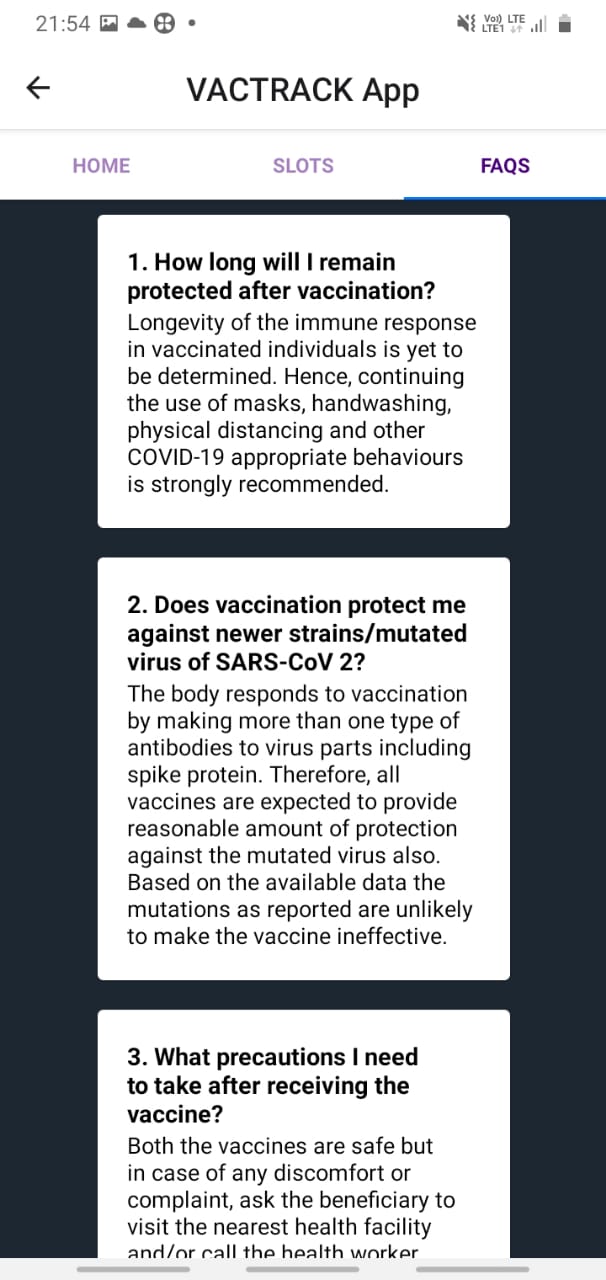 21:54
Vo)) LTE
LTE1
VACTRACK App
HOME
SLOTS
FAQS
1. How long will I remain
protected after vaccination?
Longevity of the immune response
in vaccinated individuals is yet to
be determined. Hence, continuing
the use of masks, handwashing,
physical distancing and other
COVID-19 appropriate behaviours
is strongly recommended.
2. Does vaccination protect me
against newer strains/mutated
virus of SARS-CoV 2?
The body responds to vaccination
by making more than one type of
antibodies to virus parts including
spike protein. Therefore, all
vaccines are expected to provide
reasonable amount of protection
against the mutated virus also.
Based on the available data the
mutations as reported are unlikely
to make the vaccine ineffective.
3. What precautions I need
to take after receiving the
vaccine?
Both the vaccines are safe but
in case of any discomfort or
complaint, ask the beneficiary to
visit the nearest health facility
and/or call the health worker